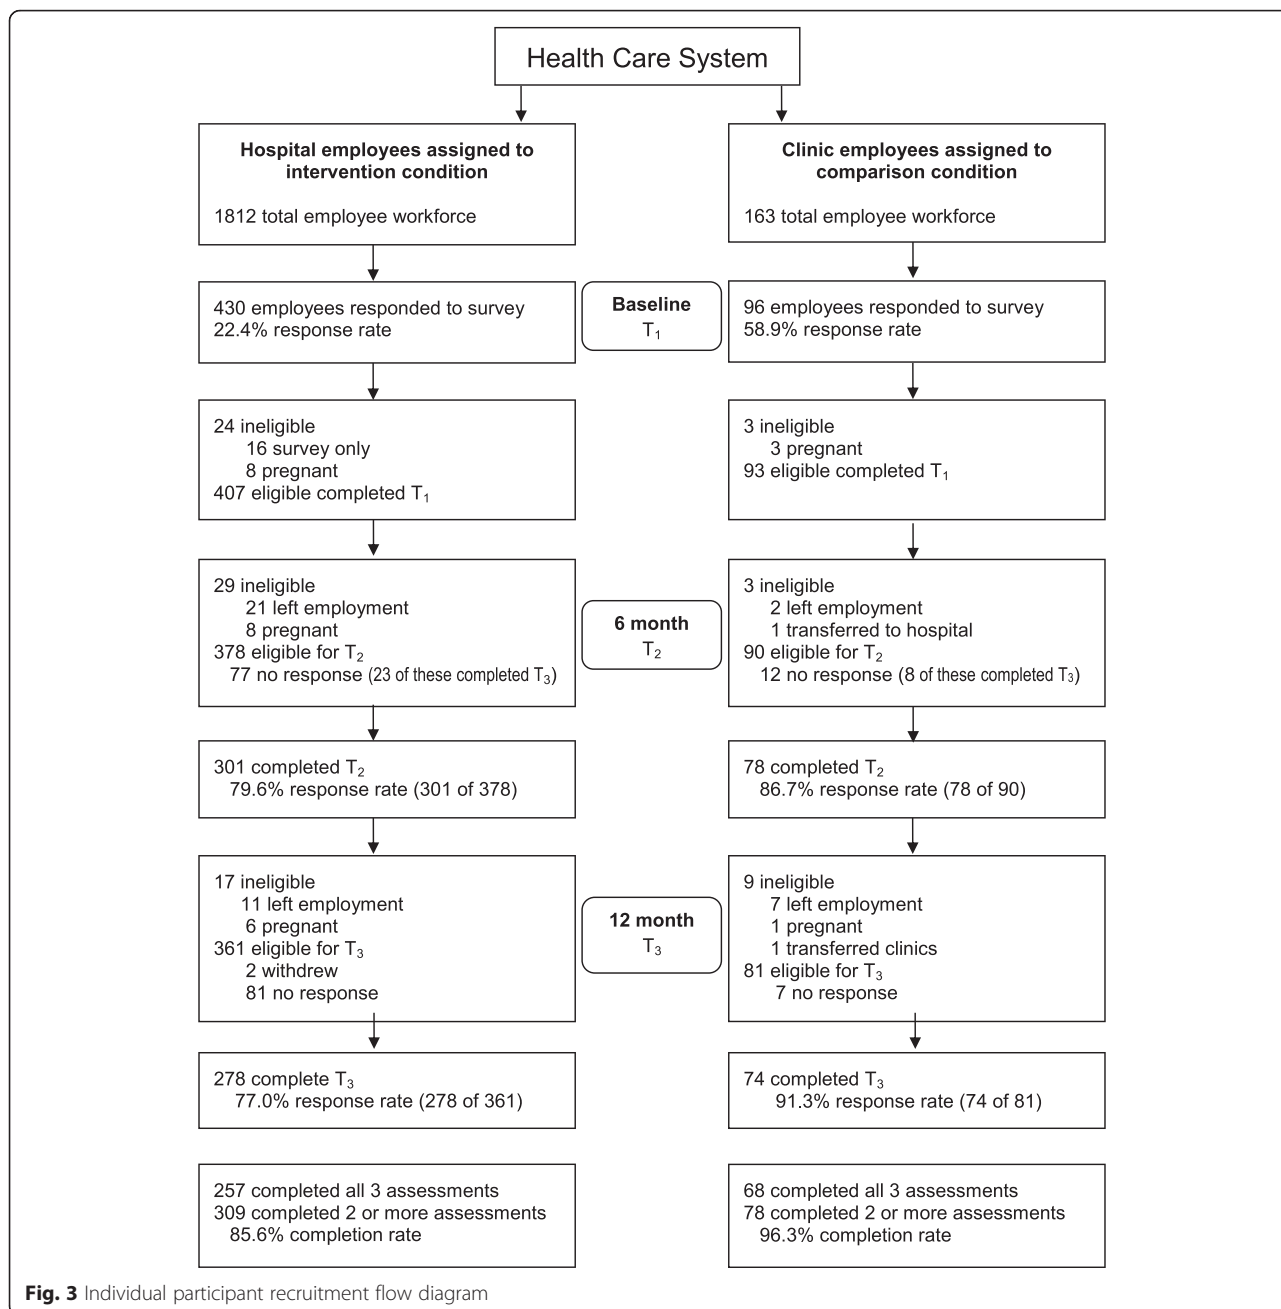 Health Care System
Hospital employees assigned to
intervention condition
1812 total employee workforce
Clinic employees assigned to
comparison condition
163 total employee workforce
430 employees responded to survey
22.4% response rate
Baseline
T1
96 employees responded to survey
58.9% response rate
24 ineligible
16 survey only
8 pregnant
407 eligible completed T1
3 ineligible
3 pregnant
93 eligible completed T1
29 ineligible
21 left employment
8 pregnant
378 eligible for T2
77 no response (23 of these completed T3)
6 month
T2
3 ineligible
2 left employment
1 transferred to hospital
90 eligible for T2
12 no response (8 of these completed T3)
301 completed T2
79.6% response rate (301 of 378)
78 completed T2
86.7% response rate (78 of 90)
17 ineligible
11 left employment
6 pregnant
361 eligible for T3
2 withdrew
81 no response
12 month
T3
9 ineligible
7 left employment
1 pregnant
1 transferred clinics
81 eligible for T3
7 no response
278 complete T3
77.0% response rate (278 of 361)
74 completed T3
91.3% response rate (74 of 81)
257 completed all 3 assessments
309 completed 2 or more assessments
85.6% completion rate
68 completed all 3 assessments
78 completed 2 or more assessments
96.3% completion rate
Fig. 3 Individual participant recruitment flow diagram